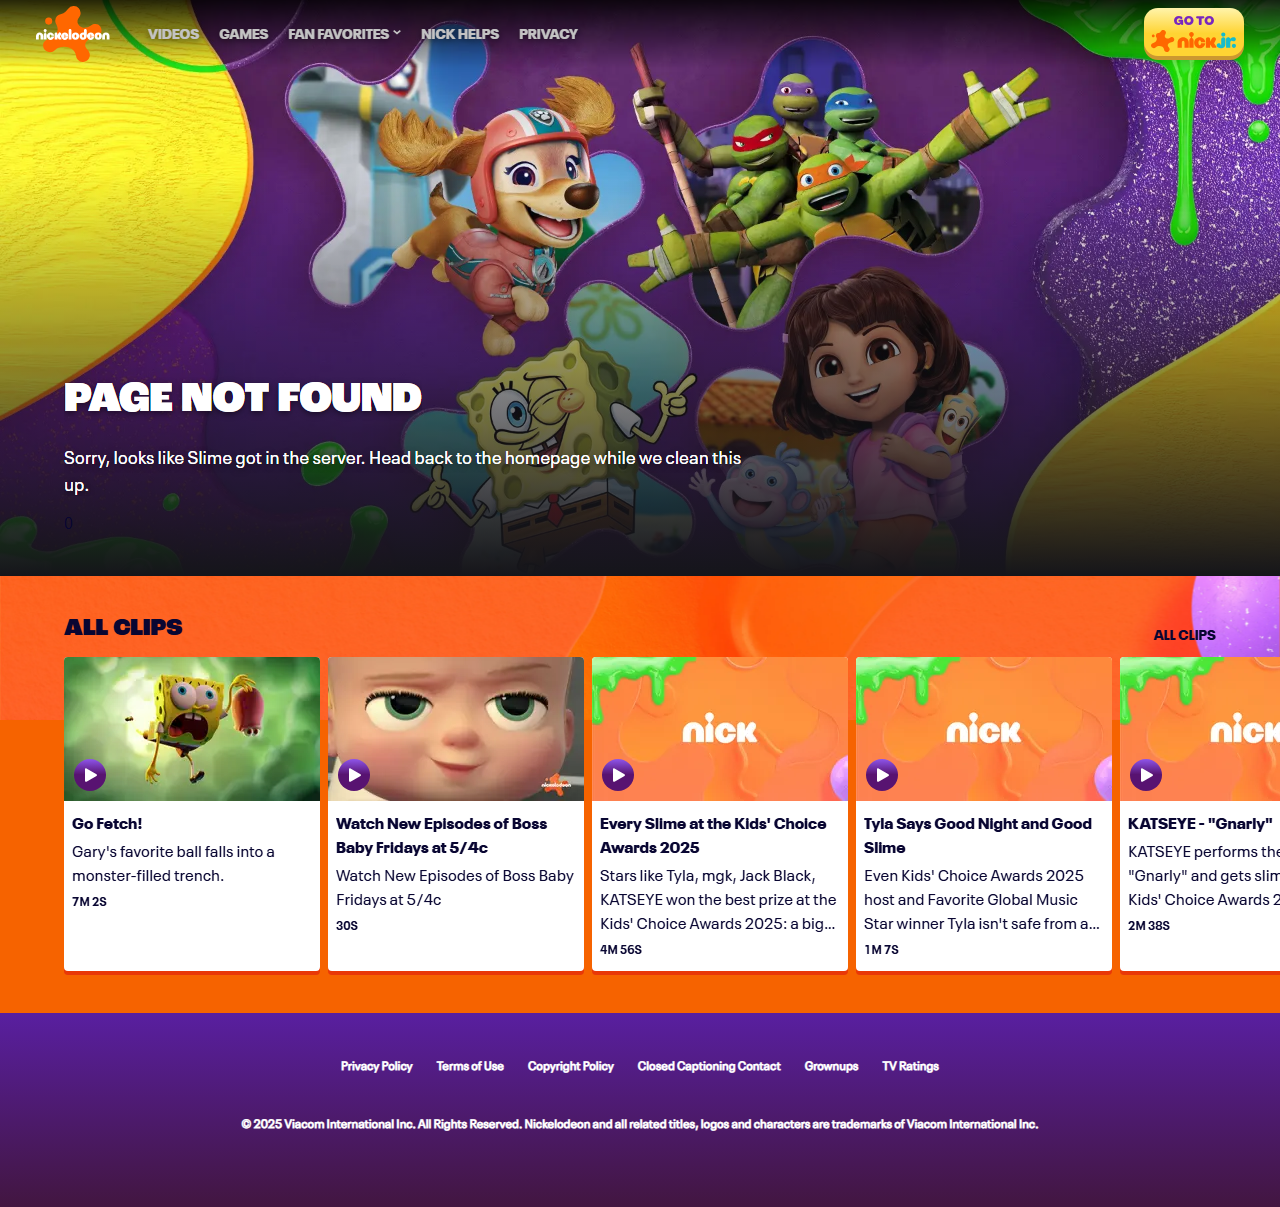 nickelodeon
VIDEOS GAMES FAN FAVORITES NICK HELPS PRIVACY
GO TO
nick jr.
PAGE NOT FOUND
Sorry, looks like Slime got in the server. Head back to the homepage while we clean this
up.
0
ALL CLIPS
ALL CLIPS
nickelodeon
nick
nick
nick
Go Fetch!
Gary's favorite ball falls into a
monster-filled trench.
7M 2S
Watch New Episodes of Boss
Baby Fridays at 5/4c
Watch New Episodes of Boss Baby
Fridays at 5/4c
30S
Every Slime at the Kids' Choice
Awards 2025
Stars like Tyla, mgk, Jack Black,
KATSEYE won the best prize at the
Kids' Choice Awards 2025: a big...
4M 56S
Tyla Says Good Night and Good
Slime
Even Kids' Choice Awards 2025
host and Favorite Global Music
Star winner Tyla isn't safe from a...
1M 7S
KATSEYE - "Gnarly"
KATSEYE performs the
"Gnarly" and gets slim
Kids' Choice Awards 2
2M 38S
Privacy Policy Terms of Use Copyright Policy Closed Captioning Contact Grownups TV Ratings
© 2025 Viacom International Inc. All Rights Reserved. Nickelodeon and all related titles, logos and characters are trademarks of Viacom International Inc.